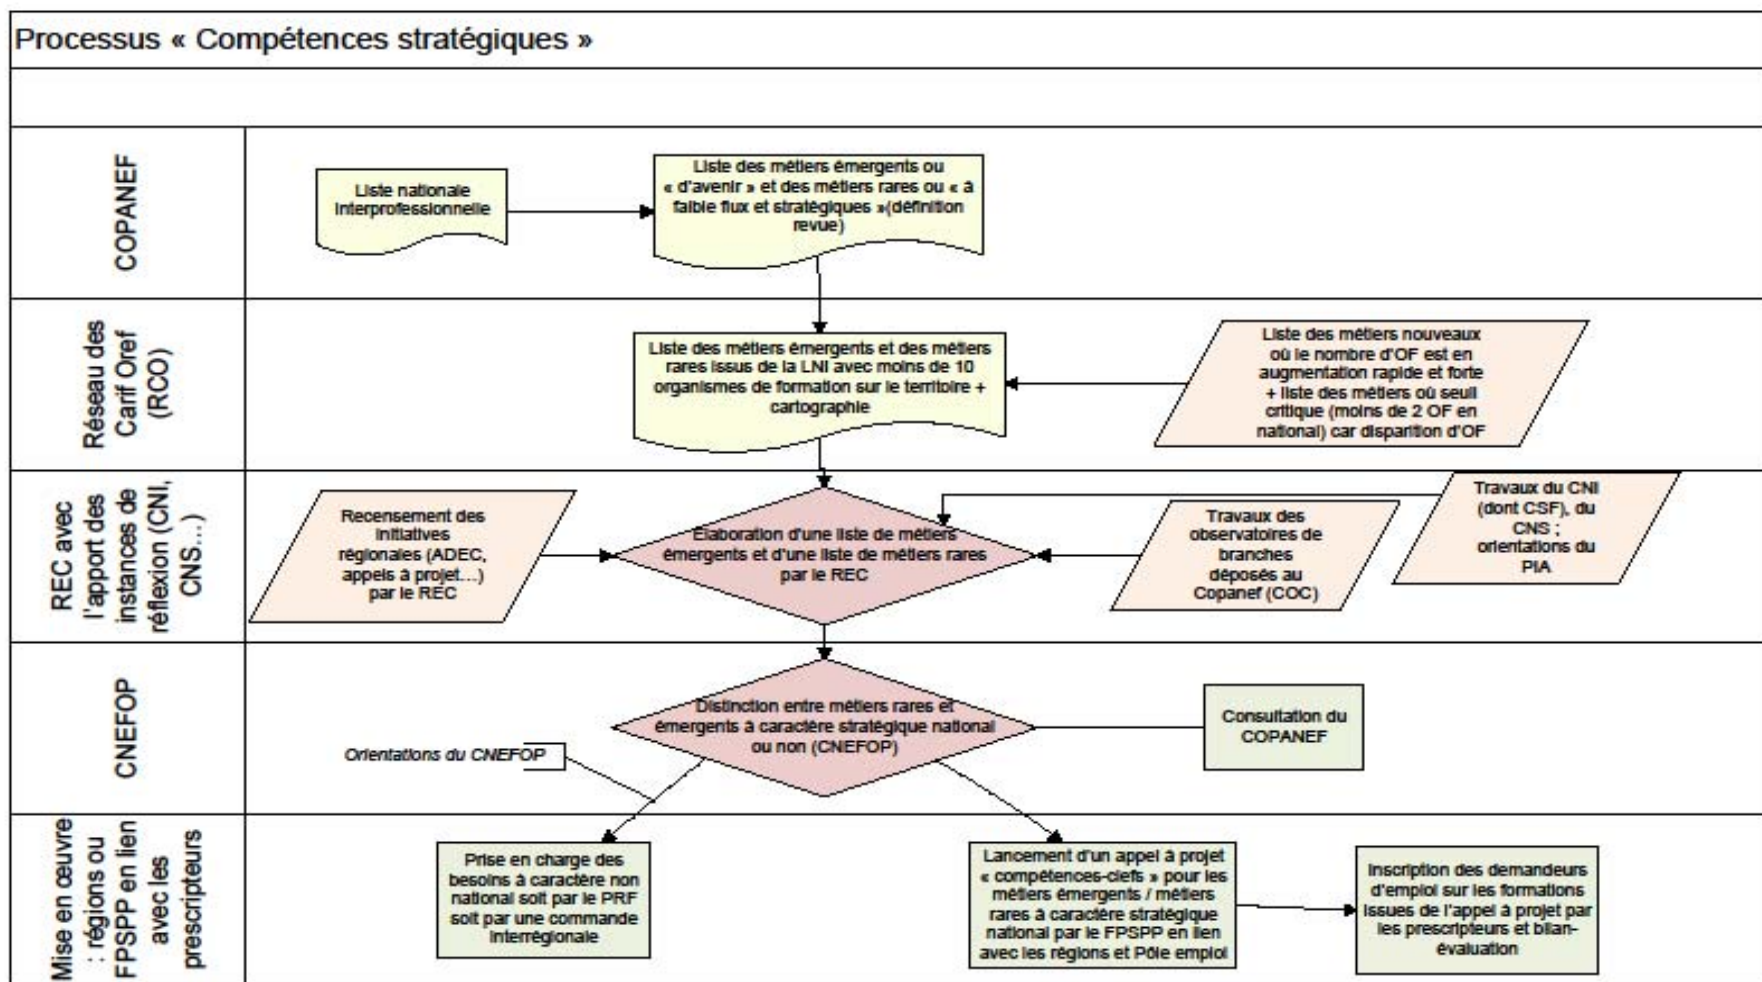 Processus « Compétences stratégiques »
COPANEF
Liste nationale
Interprofessionnelle
Liste des métiers émergents ou
« d'avenir » et des métiers rares ou « à
faible flux et stratégiques »(définition
revue)
Réseau des
Carif Oref
(RCO)
Liste des métiers émergents et des métiers
rares issus de la LNI avec moins de 10
organismes de formation sur le territoire +
cartographie
Liste des métiers nouveaux
où le nombre d'OF est en
augmentation rapide et forte
+ liste des métiers où seuil
critique (moins de 2 OF en
national) car disparition d'OF
REC avec
l'apport des
instances de
réflexion (CNI,
CNS...)
Recensement des
initiatives
régionales (ADEC,
appels à projet...)
par le REC
Elaboration d'une liste de métiers
émergents et d'une liste de métiers rares
par le REC
Travaux des
observatoires de
branches
déposés au
Copanef (COC)
Travaux du CNI
(dont CSF), du
CNS ;
orientations du
PIA
CNEFOP
Orientations du CNEFOP
Distinction entre métiers rares et
émergents à caractère stratégique national
ou non (CNEFOP)
Consultation du
COPANEF
Mise en œuvre
: régions ou
FPSPP en lien
avec les
prescripteurs
Prise en charge des
besoins à caractère non
national soit par le PRF
soit par une commande
interrégionale
Lancement d'un appel à projet
« compétences-clefs » pour les
métiers émergents / métiers
rares à caractère stratégique
national par le FPSPP en lien
avec les régions et Pôle emploi
Inscription des demandeurs
d'emploi sur les formations
issues de l'appel à projet par
les prescripteurs et bilan-
évaluation